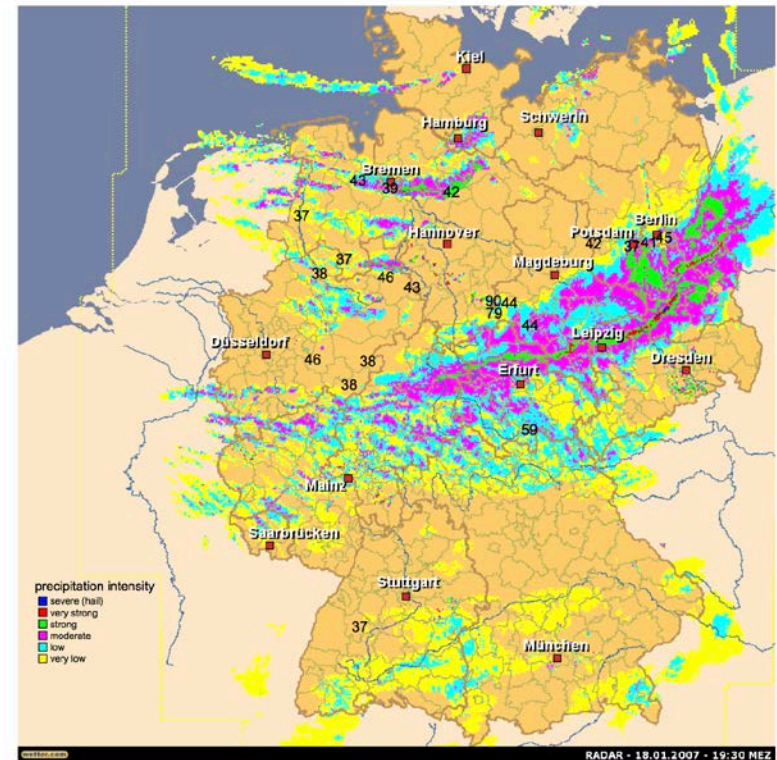 Kiel
Hamburg
Schwerin
Bremen
43
39
42
37
Hannover
Potsdam
Berlin
42
37
41
45
37
38
46
43
Magdeburg
90
44
79
44
Düsseldorf
Leipzig
46
38
Dresden
38
Erfurt
59
Mainz
Saarbrücken
precipitation intensity
severe (hail)
very strong
strong
moderate
low
very low
Stuttgart
37
München
wetter.com
RADAR - 18.01.2007 - 19:30 MEZ